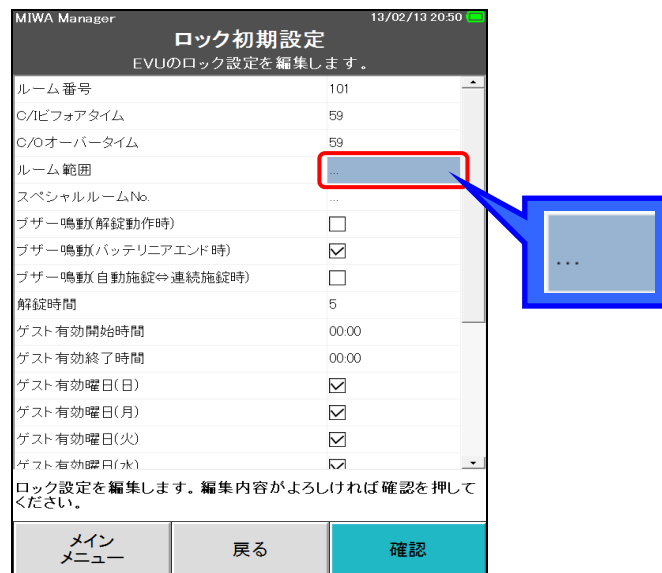 MIWA Manager 13/02/13 20:50
ロック初期設定
EVUのロック設定を編集します。
ルーム番号 101
C/Iビフォアタイム 59
C/Oオーバータイム 59
ルーム範囲 ...
スペシャルルームNo. ...
ブザー鳴動(解錠動作時)
ブザー鳴動(バッテリニアエンド時)
ブザー鳴動(自動施錠⇔連続施錠時)
解錠時間 5
ゲスト有効開始時間 00:00
ゲスト有効終了時間 00:00
ゲスト有効曜日(日)
ゲスト有効曜日(月)
ゲスト有効曜日(火)
ゲスト有効曜日(水)
...
ロック設定を編集します。編集内容がよろしければ確認を押して
ください。
メイン
メニュー
戻る
確認